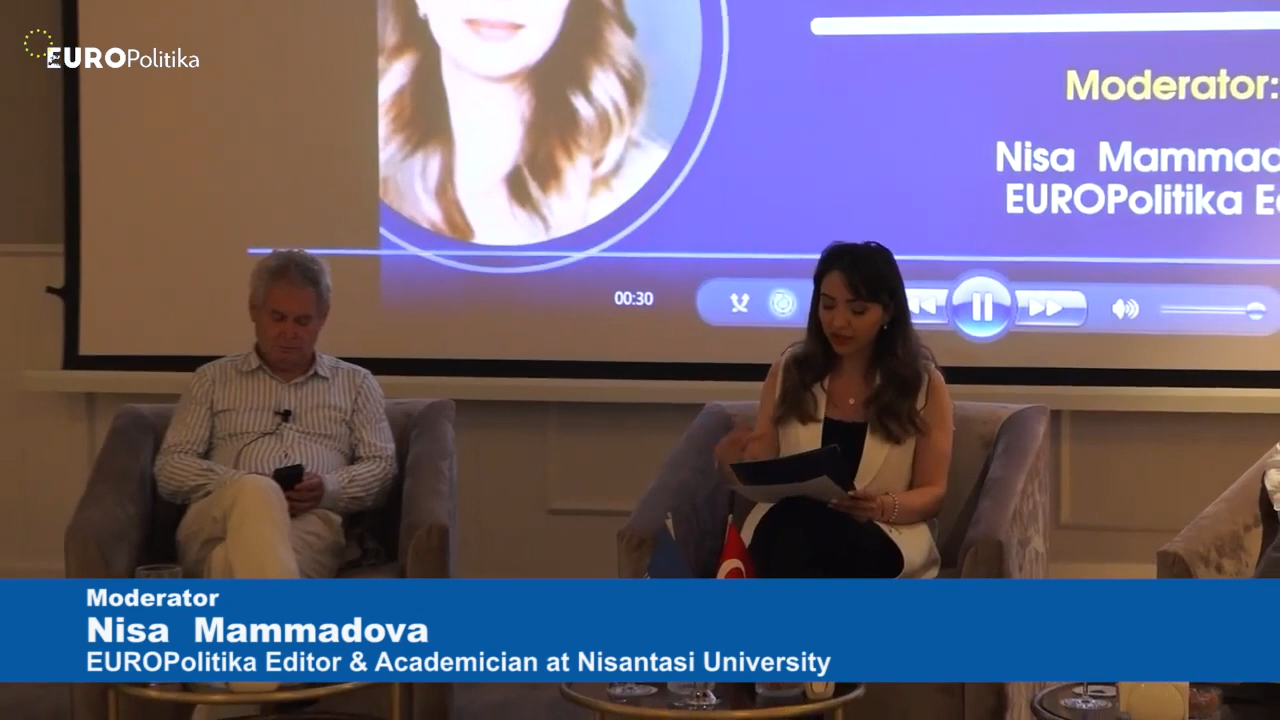 EUROPolitika
Moderator:
Nisa Mammad
EUROPolitika E
00:30
Moderator
Nisa Mammadova
EUROPolitika Editor & Academician at Nisantasi University